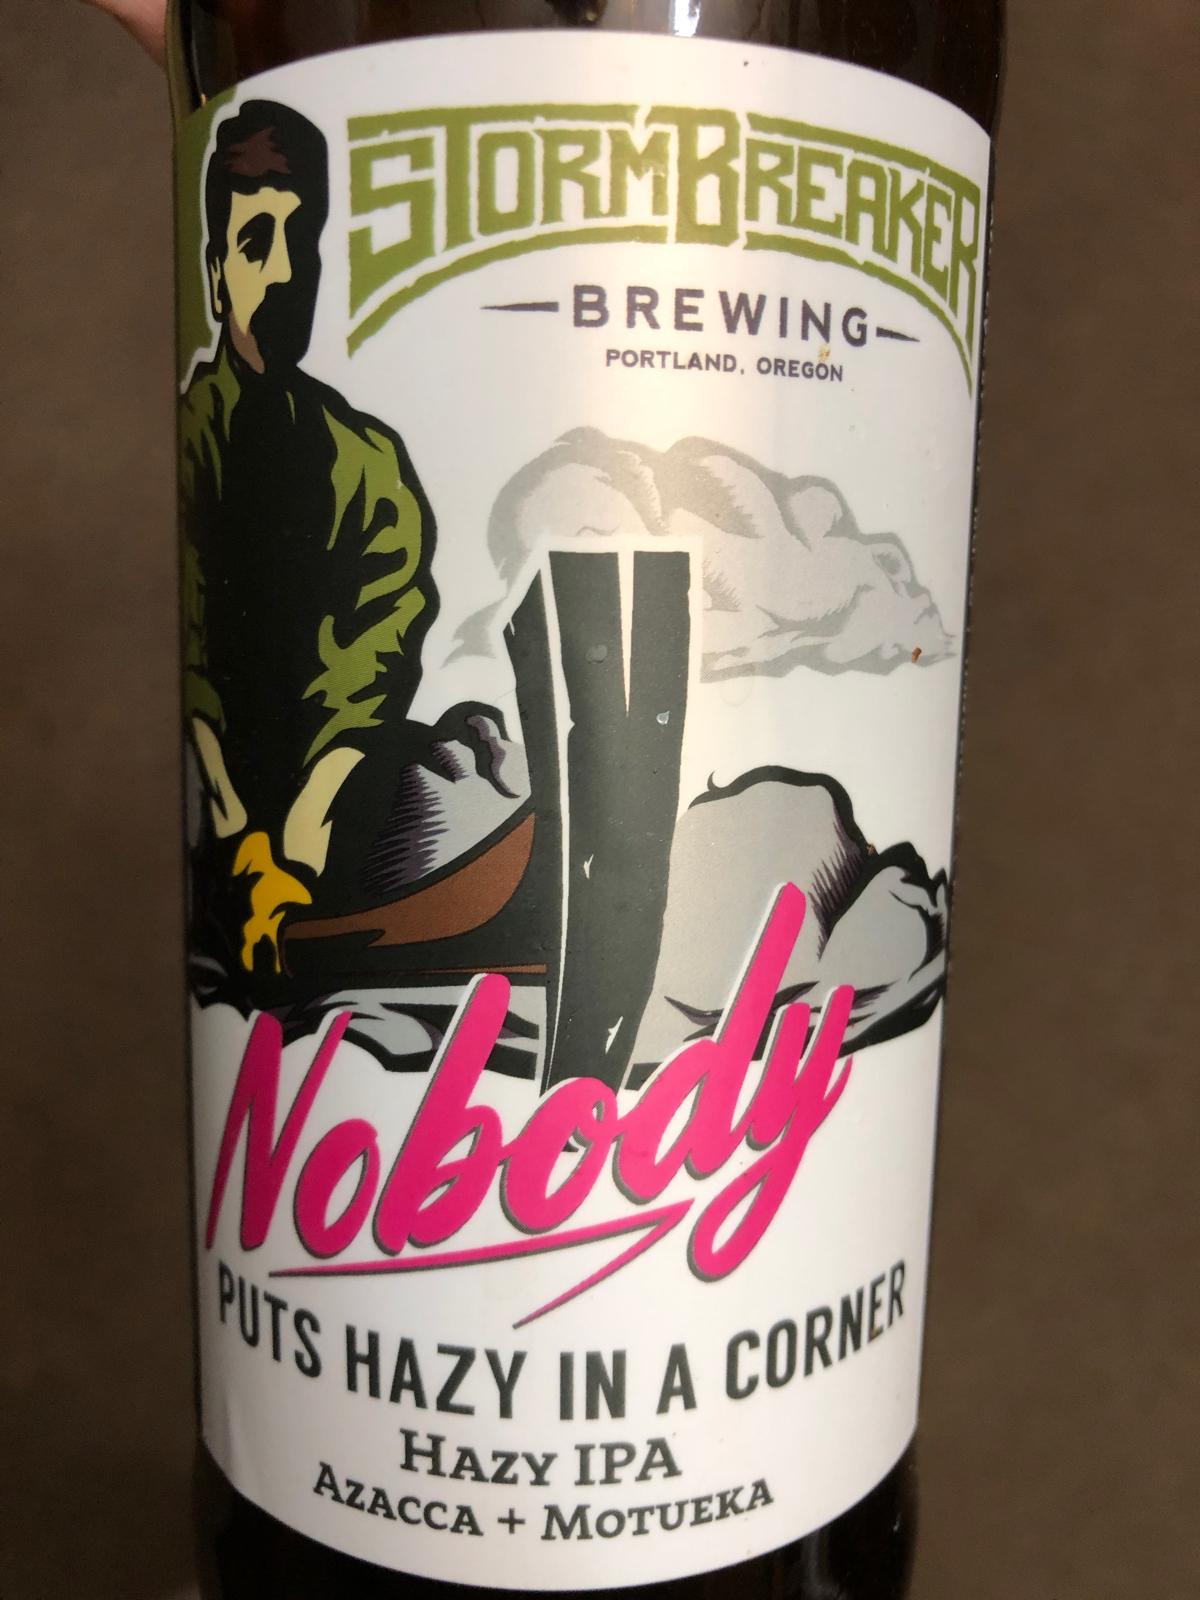 STORMBREAKER
BREWING
PORTLAND, OREGON
Nobody
PUTS HAZY IN A CORNER
HAZY IPA
AZACCA + MOTUEKA